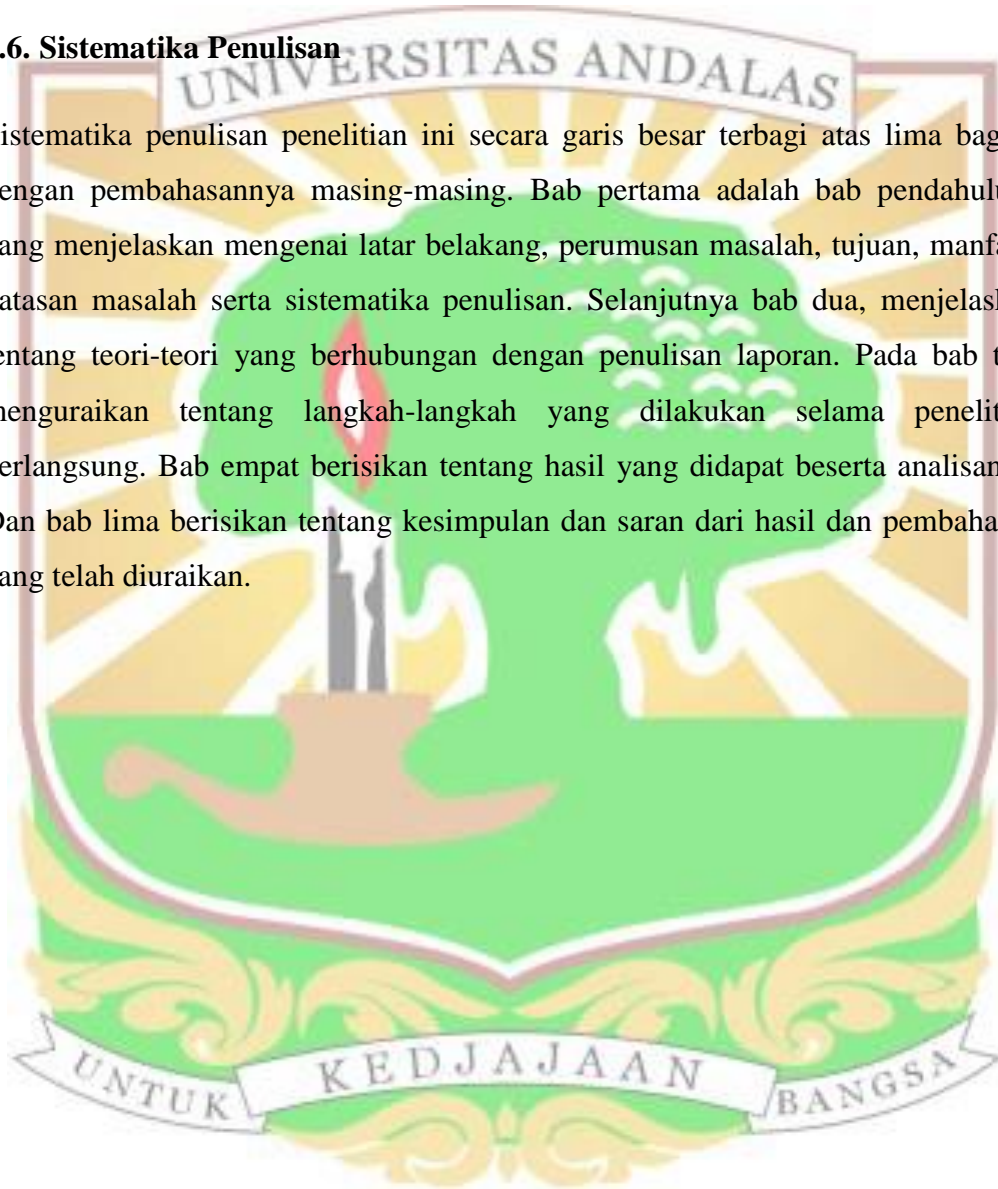 .6. Sistematika Penulisan
UNIVERSITAS ANDALAS
istematika penulisan penelitian ini secara garis besar terbagi atas lima bag
engan pembahasannya masing-masing. Bab pertama adalah bab pendahulu
ang menjelaskan mengenai latar belakang, perumusan masalah, tujuan, manfa
atasan masalah serta sistematika penulisan. Selanjutnya bab dua, menjelask
entang teori-teori yang berhubungan dengan penulisan laporan. Pada bab t
menguraikan tentang langkah-langkah yang dilakukan selama penelit
erlangsung. Bab empat berisikan tentang hasil yang didapat beserta analisan
Dan bab lima berisikan tentang kesimpulan dan saran dari hasil dan pembaha
ang telah diuraikan.
UNTUK KEDJAJAAN BANGSA